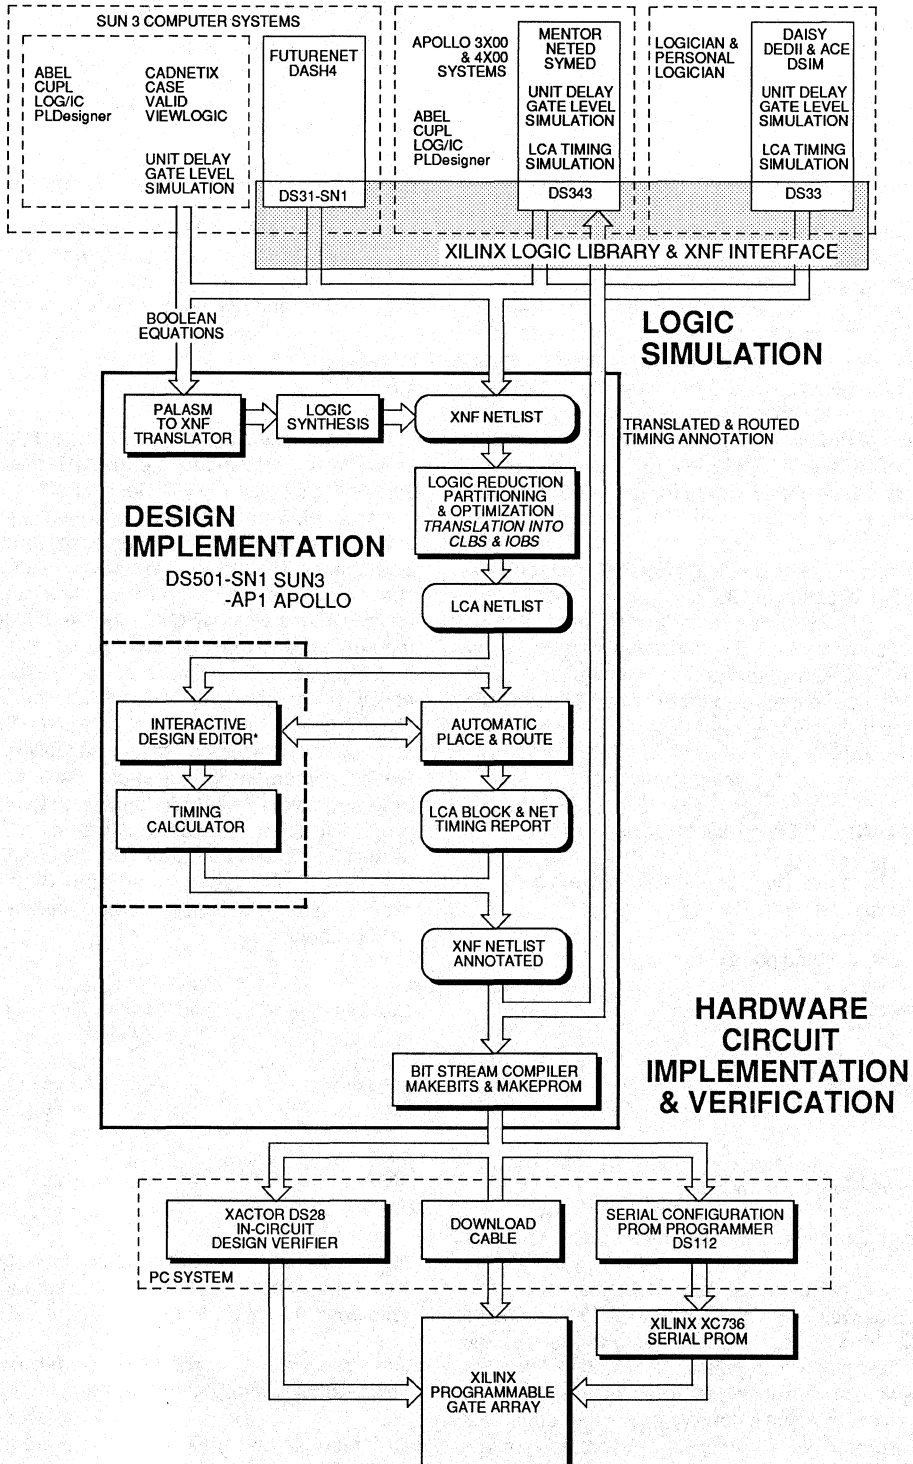 SUN 3 COMPUTER SYSTEMS
ABEL
CUPL
LOG/IC
PLDesigner
CADNETIX
CASE
VALID
VIEWLOGIC
UNIT DELAY
GATE LEVEL
SIMULATION
FUTURENET
DASH4
DS31-SN1
APOLLO 3X00
& 4X00
SYSTEMS
ABEL
CUPL
LOG/IC
PLDesigner
MENTOR
NETED
SYMED
UNIT DELAY
GATE LEVEL
SIMULATION
LCA TIMING
SIMULATION
DS343
LOGICIAN &
PERSONAL
LOGICIAN
DAISY
DEDII & ACE
DSIM
UNIT DELAY
GATE LEVEL
SIMULATION
LCA TIMING
SIMULATION
DS33
XILINX LOGIC LIBRARY & XNF INTERFACE
BOOLEAN
EQUATIONS
LOGIC
SIMULATION
PALASM
TO XNF
TRANSLATOR
LOGIC
SYNTHESIS
XNF NETLIST
TRANSLATED & ROUTED
TIMING ANNOTATION
LOGIC REDUCTION
PARTITIONING
& OPTIMIZATION
TRANSLATION INTO
CLBS & IOBS
DESIGN
IMPLEMENTATION
DS501-SN1 SUN3
-AP1 APOLLO
LCA NETLIST
INTERACTIVE
DESIGN EDITOR*
AUTOMATIC
PLACE & ROUTE
TIMING
CALCULATOR
LCA BLOCK & NET
TIMING REPORT
XNF NETLIST
ANNOTATED
HARDWARE
CIRCUIT
IMPLEMENTATION
& VERIFICATION
BIT STREAM COMPILER
MAKEBITS & MAKEPROM
XACTOR DS28
IN-CIRCUIT
DESIGN VERIFIER
DOWNLOAD
CABLE
SERIAL CONFIGURATION
PROM PROGRAMMER
DS112
PC SYSTEM
XILINX XC736
SERIAL PROM
XILINX
PROGRAMMABLE
GATE ARRAY